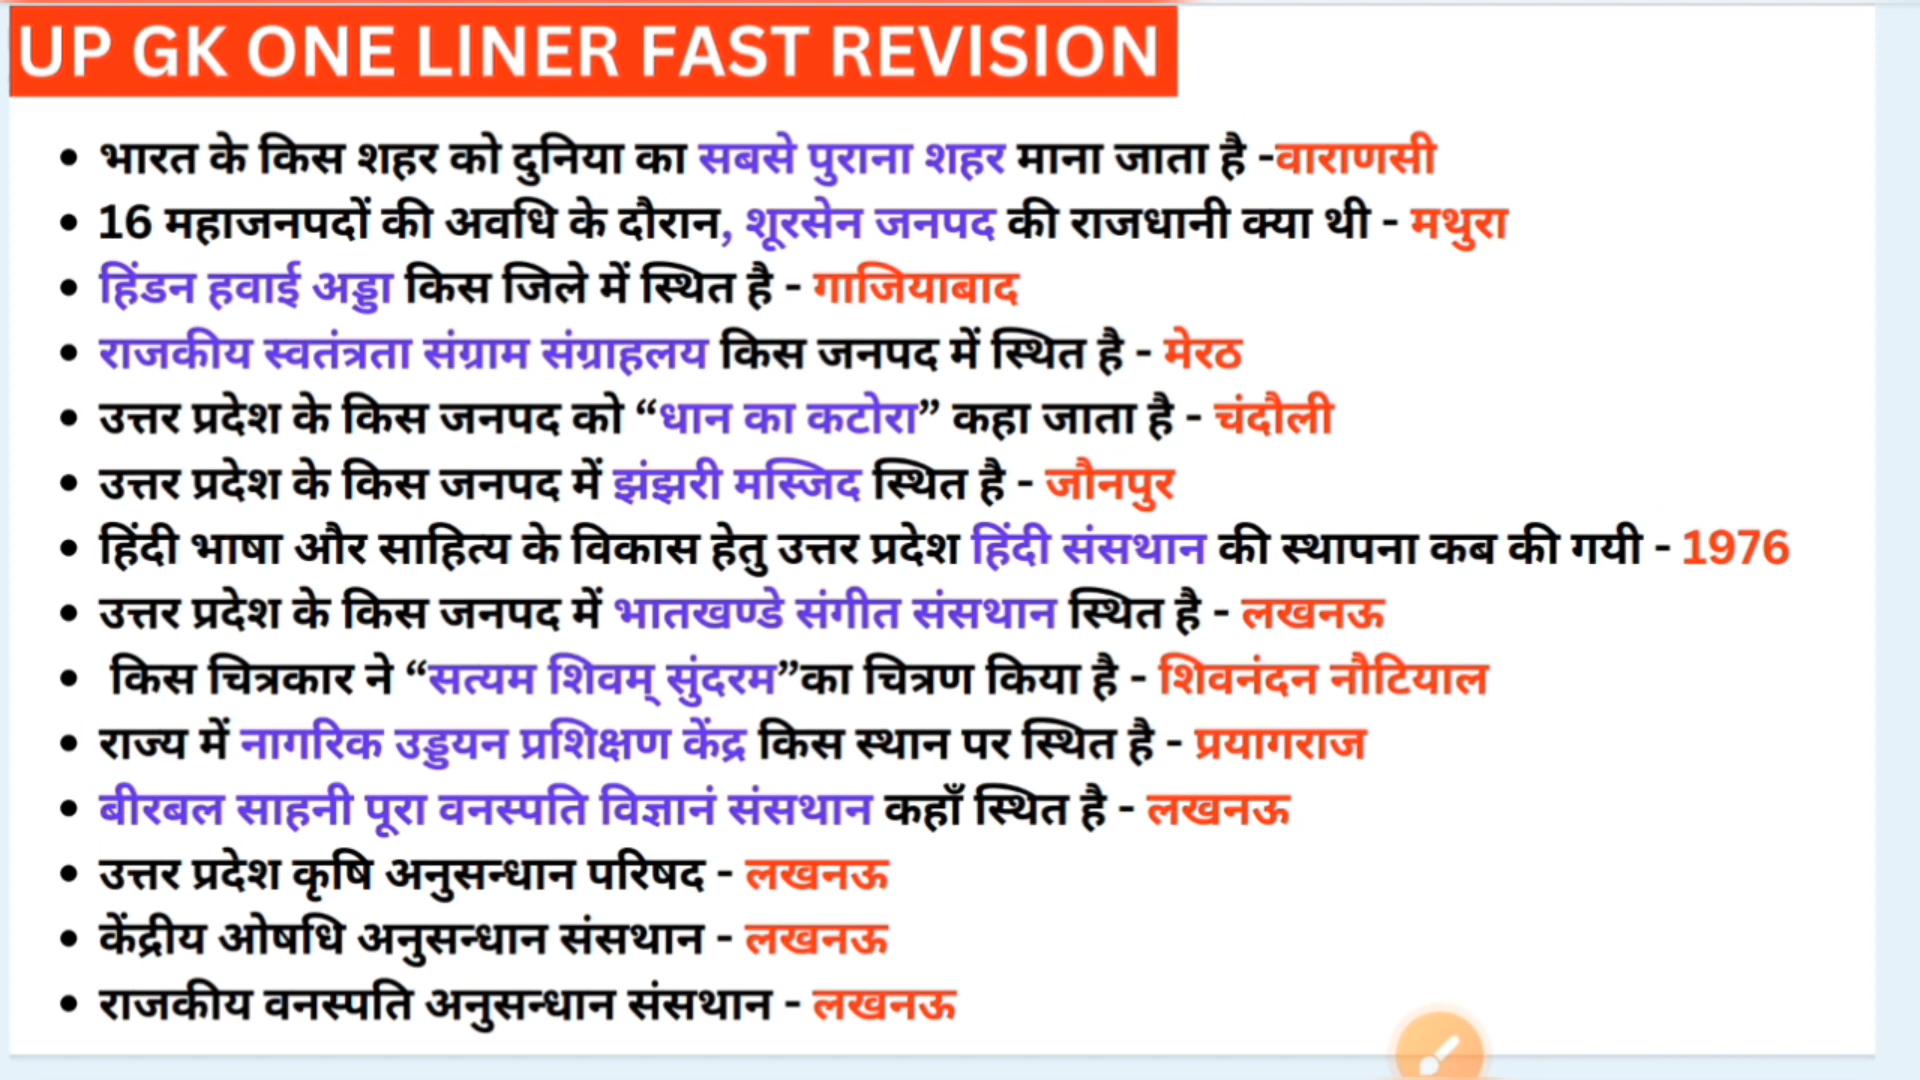 UP GK ONE LINER FAST REVISION
• भारत के किस शहर को दुनिया का सबसे पुराना शहर माना जाता है -वाराणसी
• 16 महाजनपदों की अवधि के दौरान, शूरसेन जनपद की राजधानी क्या थी - मथुरा
• हिंडन हवाई अड्डा किस जिले में स्थित है - गाजियाबाद
• राजकीय स्वतंत्रता संग्राम संग्राहलय किस जनपद में स्थित है - मेरठ
• उत्तर प्रदेश के किस जनपद को “धान का कटोरा” कहा जाता है - चंदौली
• उत्तर प्रदेश के किस जनपद में झंझरी मस्जिद स्थित है - जौनपुर
• हिंदी भाषा और साहित्य के विकास हेतु उत्तर प्रदेश हिंदी संसथान की स्थापना कब की गयी - 1976
• उत्तर प्रदेश के किस जनपद में भातखण्डे संगीत संसथान स्थित है - लखनऊ
• किस चित्रकार ने “सत्यम शिवम् सुंदरम”का चित्रण किया है - शिवनंदन नौटियाल
• राज्य में नागरिक उड्डयन प्रशिक्षण केंद्र किस स्थान पर स्थित है - प्रयागराज
• बीरबल साहनी पूरा वनस्पति विज्ञानं संसथान कहाँ स्थित है - लखनऊ
• उत्तर प्रदेश कृषि अनुसन्धान परिषद - लखनऊ
• केंद्रीय ओषधि अनुसन्धान संसथान - लखनऊ
• राजकीय वनस्पति अनुसन्धान संसथान - लखनऊ